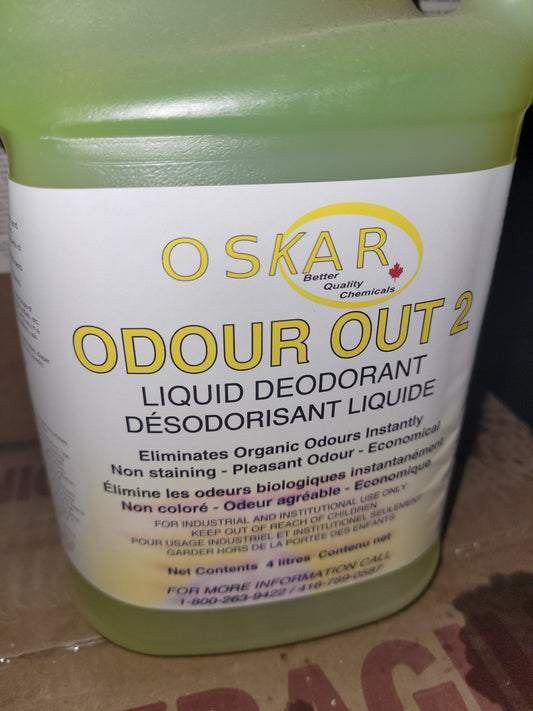 OSKAR
Better
Quality
Chemicals
ODOUR OUT 2
LIQUID DEODORANT
DÉSODORISANT LIQUIDE
Eliminates Organic Odours Instantly
Non staining - Pleasant Odour - Economical
Élimine les odeurs biologiques instantanément
Non coloré - Odeur agréable - Economique
FOR INDUSTRIAL AND INSTITUTIONAL USE ONLY
KEEP OUT OF REACH OF CHILDREN
POUR USAGE INDUSTRIEL ET INSTITUTIONEL SEULEMENT
GARDER HORS DE LA PORTÉE DES ENFANTS
Net Contents 4 litres Contenu net
FOR MORE INFORMATION CALL
1-800-263-9422 / 416-789-0587